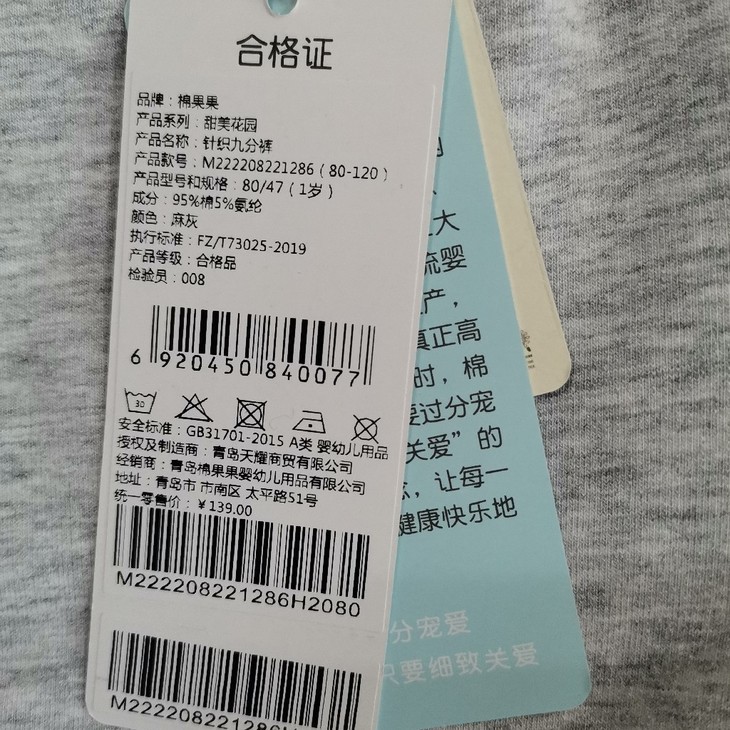 合格证
品牌：棉果果
产品系列：甜美花园
产品名称：针织九分裤
产品款号：M222208221286（80-120）
产品型号和规格：80/47（1岁）
成分：95%棉5%氨纶
颜色：麻灰
执行标准：FZ/T73025-2019
产品等级：合格品
检验员：008
6 920450 840077
30
安全标准：GB31701-2015 A类 婴幼儿用品
授权及制造商：青岛天耀商贸有限公司
经销商：青岛棉果果婴幼儿用品有限公司
地址：青岛市 市南区 太平路51号
统一零售价：￥139.00
M222208221286H2080
M222208221286H
大
流婴
产，
真正高
时，棉
要过分宠
关爱”的
让每一
健康快乐地
分宠爱
只要细致关爱